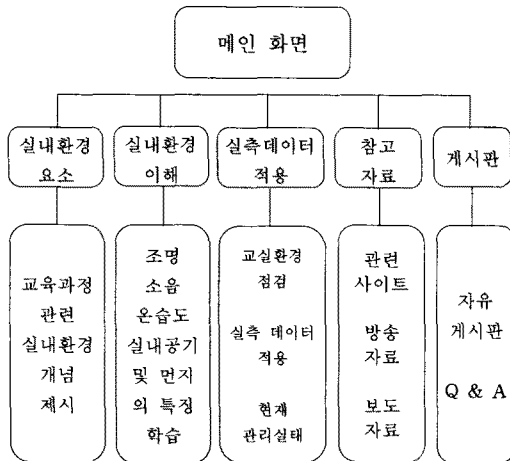 메인 화면
실내환경
요소
실내환경
이해
실측데이터
적용
참고
자료
게시판
교육과정
관련
실내환경
개념
제시
조명
소음
온습도
실내공기
및 먼지
의 특징
학습
교실환경
점검
실측 데이터
적용
현재
관리실태
관련
사이트
방송
자료
보도
자료
자유
게시판
Q & A